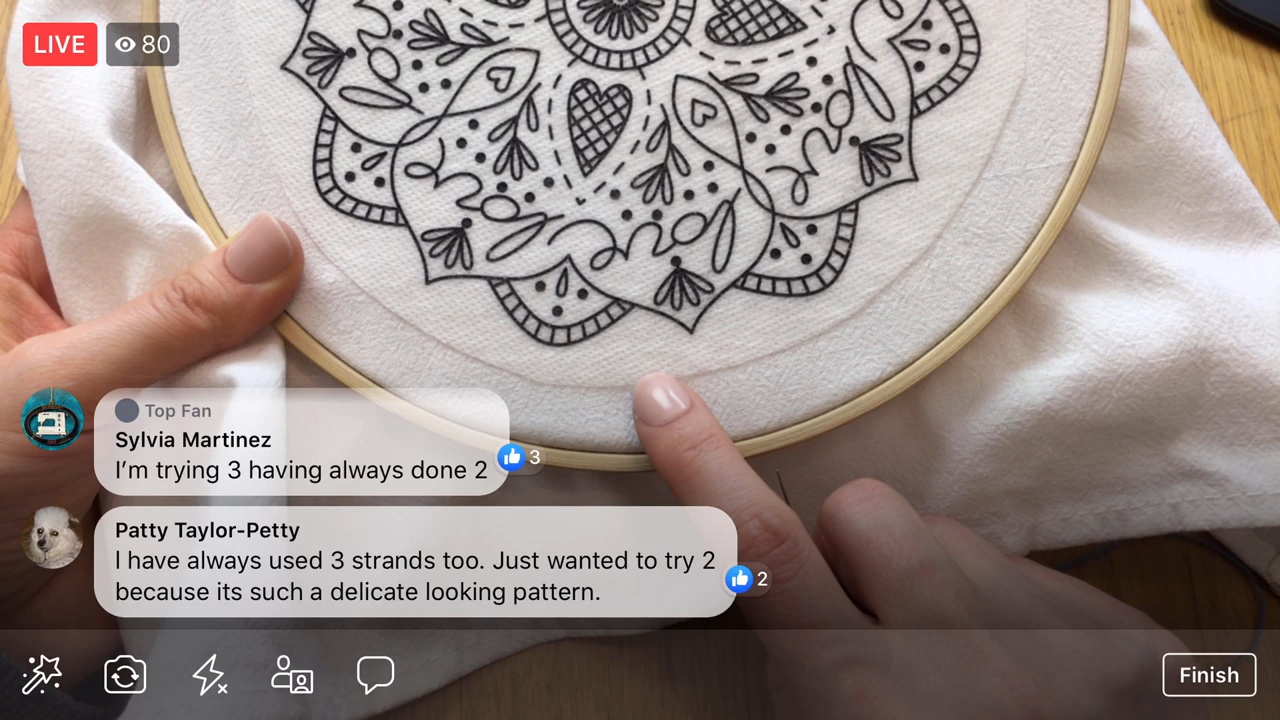 LIVE 80
Top Fan
Sylvia Martinez
I’m trying 3 having always done 2
3
Patty Taylor-Petty
I have always used 3 strands too. Just wanted to try 2
because its such a delicate looking pattern.
2
Finish